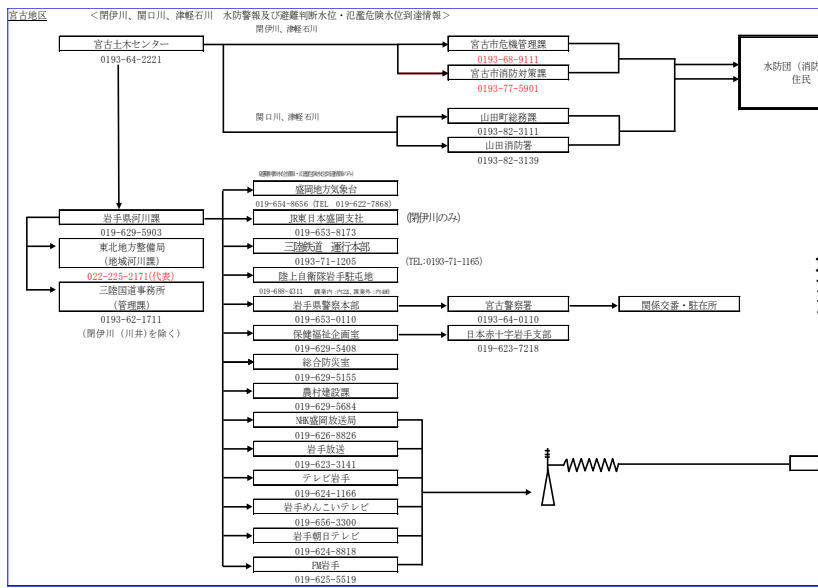 宮古地区
＜閉伊川、関口川、津軽石川　水防警報及び避難判断水位・氾濫危険水位到達情報＞
閉伊川、津軽石川
宮古土木センター
0193-64-2221
宮古市危機管理課
0193-68-9111
宮古市消防対策課
0193-77-5901
水防団（消防
住民
関口川、津軽石川
山田町総務課
0193-82-3111
山田消防署
0193-82-3139
盛岡地方気象台
019-654-8656 (TEL　019-622-7868)
岩手県河川課
019-629-5903
JR東日本盛岡支社
(閉伊川のみ)
019-653-8173
東北地方整備局
(地域河川課)
022-225-2171(代表)
三陸鉄道　運行本部
0193-71-1205
(TEL:0193-71-1165)
陸上自衛隊岩手駐屯地
019-688-4311
三陸国道事務所
(管理課)
0193-62-1711
(閉伊川（川井)を除く)
岩手県警察本部
019-653-0110
宮古警察署
0193-64-0110
関係交番・駐在所
保健福祉企画室
019-629-5408
日本赤十字岩手支部
019-623-7218
総合防災室
019-629-5155
農村建設課
019-629-5684
NHK盛岡放送局
019-626-8826
岩手放送
019-623-3141
テレビ岩手
019-624-1166
岩手めんこいテレビ
019-656-3300
岩手朝日テレビ
019-624-8818
FM岩手
019-625-5519